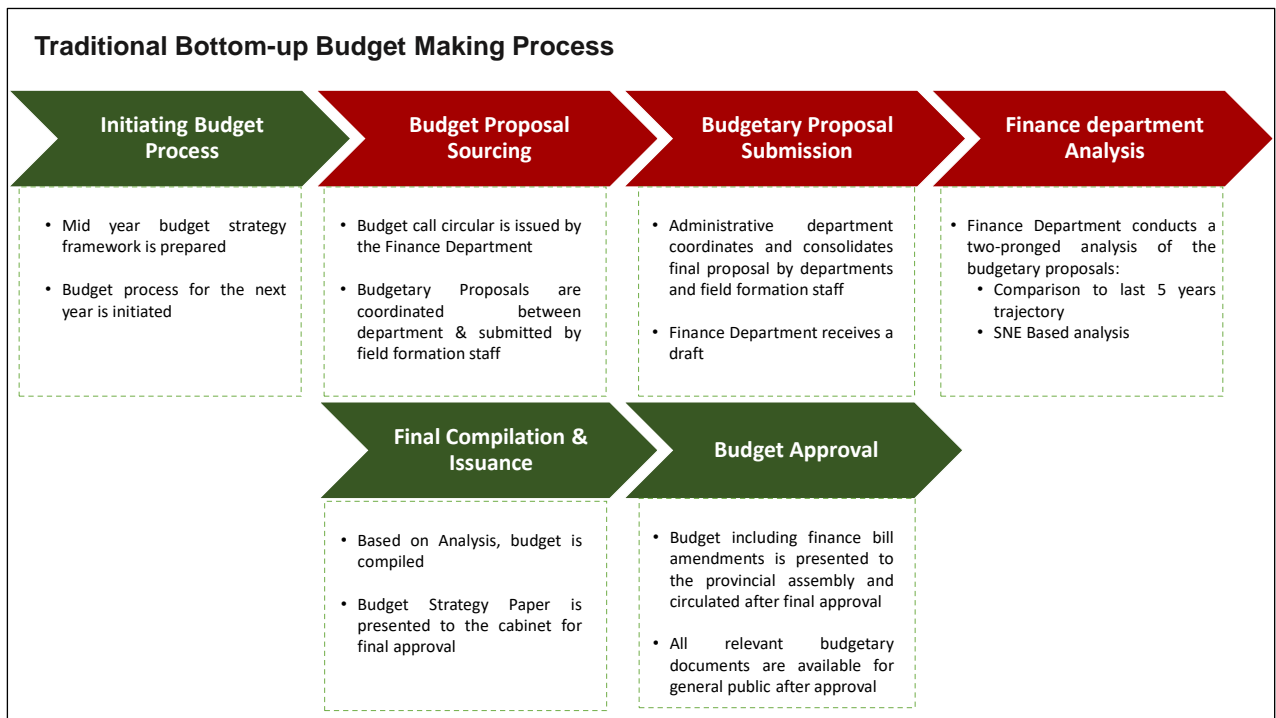 Traditional Bottom-up Budget Making Process
Initiating Budget
Process
• Mid year budget strategy
framework is prepared
• Budget process for the next
year is initiated
Budget Proposal
Sourcing
• Budget call circular is issued by
the Finance Department
• Budgetary Proposals are
coordinated between
department & submitted by
field formation staff
Budgetary Proposal
Submission
• Administrative department
coordinates and consolidates
final proposal by departments
and field formation staff
• Finance Department receives a
draft
Finance department
Analysis
• Finance Department conducts a
two-pronged analysis of the
budgetary proposals:
• Comparison to last 5 years
trajectory
• SNE Based analysis
Final Compilation &
Issuance
• Based on Analysis, budget is
compiled
• Budget Strategy Paper is
presented to the cabinet for
final approval
Budget Approval
• Budget including finance bill
amendments is presented to
the provincial assembly and
circulated after final approval
• All relevant budgetary
documents are available for
general public after approval